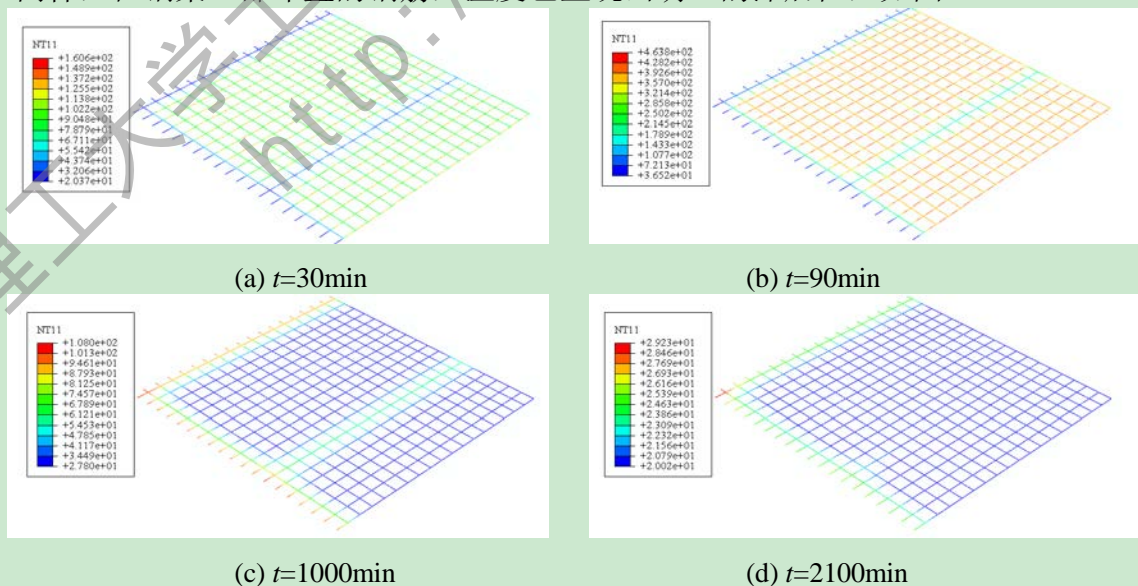 NT11
+1.606e+02
+1.489e+02
+1.372e+02
+1.255e+02
+1.138e+02
+1.022e+02
+9.048e+01
+7.879e+01
+6.711e+01
+5.542e+01
+4.374e+01
+3.206e+01
+2.037e+01
NT11
+4.638e+02
+4.282e+02
+3.926e+02
+3.570e+02
+3.214e+02
+2.858e+02
+2.502e+02
+2.145e+02
+1.789e+02
+1.433e+02
+1.077e+02
+7.213e+01
+3.652e+01
(a) t=30min
(b) t=90min
NT11
+1.080e+02
+1.013e+02
+9.461e+01
+8.793e+01
+8.125e+01
+7.457e+01
+6.789e+01
+6.121e+01
+5.453e+01
+4.785e+01
+4.117e+01
+3.449e+01
+2.780e+01
NT11
+2.923e+01
+2.846e+01
+2.769e+01
+2.693e+01
+2.616e+01
+2.539e+01
+2.463e+01
+2.386e+01
+2.309e+01
+2.232e+01
+2.156e+01
+2.079e+01
+2.002e+01
(c) t=1000min
(d) t=2100min
理工大学
http:/